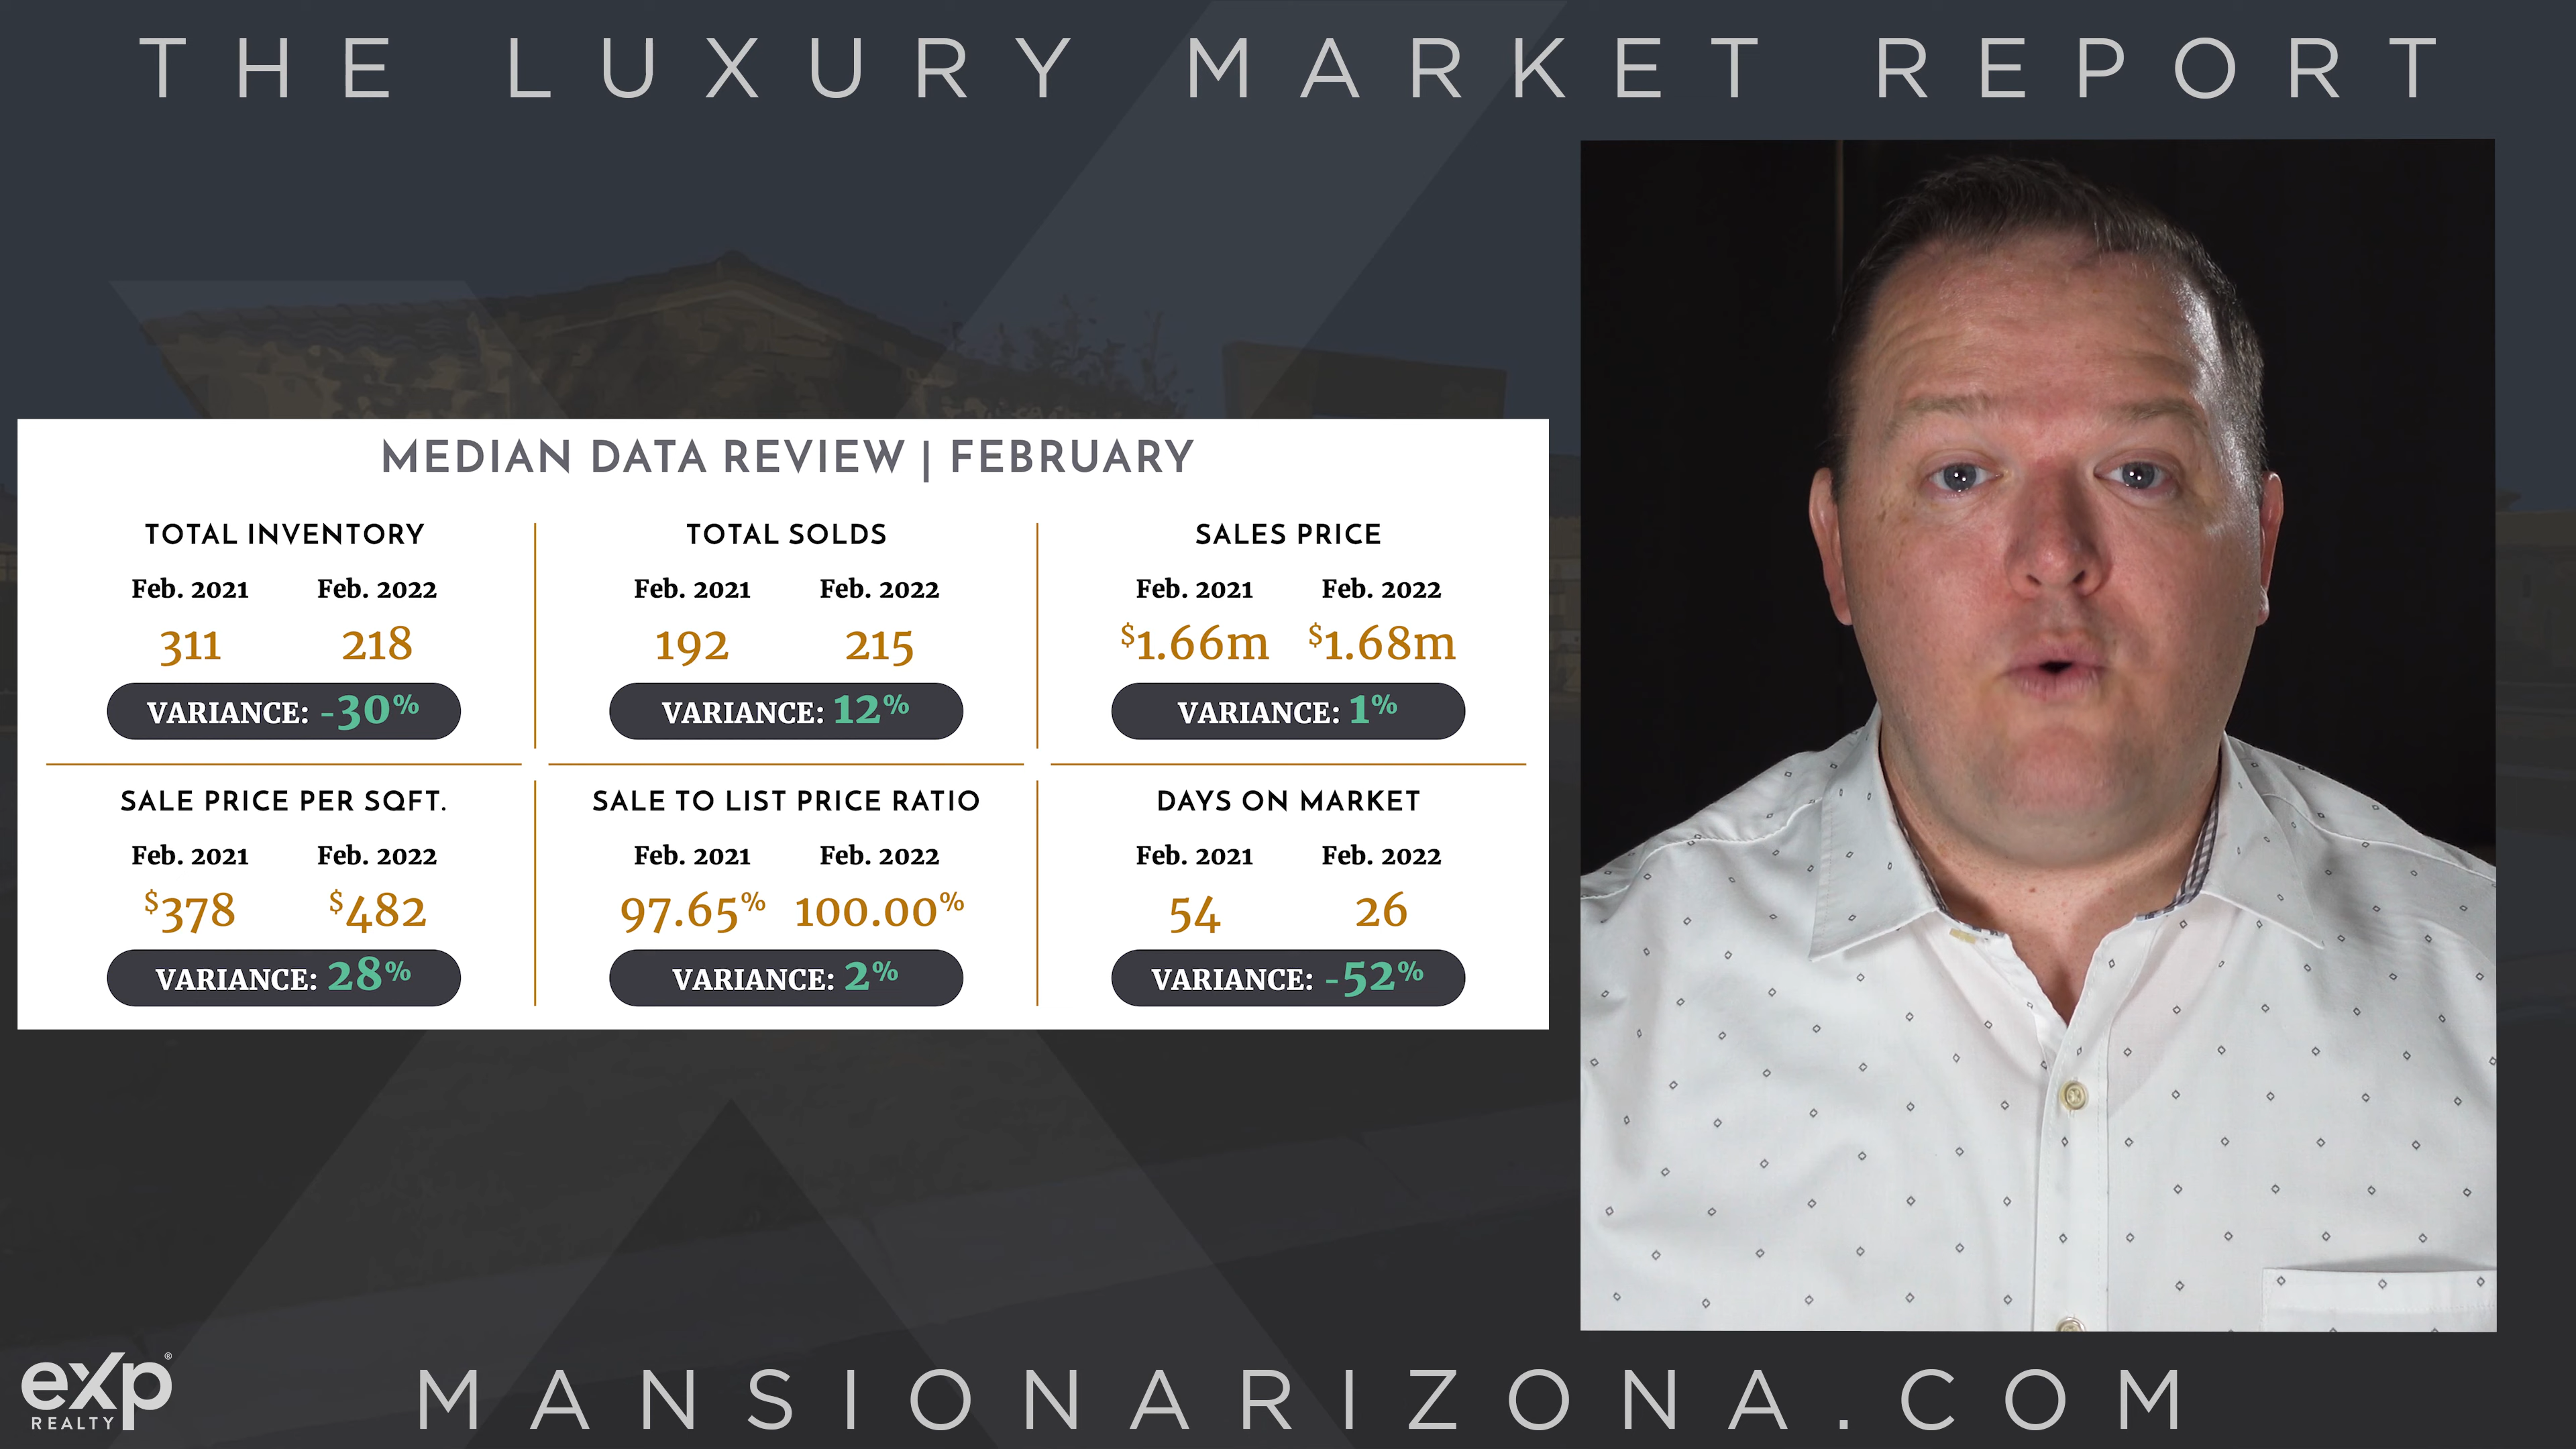 THE LUXURY MARKET REPORT
MEDIAN DATA REVIEW | FEBRUARY
TOTAL INVENTORY
Feb. 2021 Feb. 2022
311 218
VARIANCE: -30%
TOTAL SOLDS
Feb. 2021 Feb. 2022
192 215
VARIANCE: 12%
SALES PRICE
Feb. 2021 Feb. 2022
$1.66m $1.68m
VARIANCE: 1%
SALE PRICE PER SQFT.
Feb. 2021 Feb. 2022
$378 $482
VARIANCE: 28%
SALE TO LIST PRICE RATIO
Feb. 2021 Feb. 2022
97.65% 100.00%
VARIANCE: 2%
DAYS ON MARKET
Feb. 2021 Feb. 2022
54 26
VARIANCE: -52%
eXp®
REALTY
MANSIONARIZONA.COM